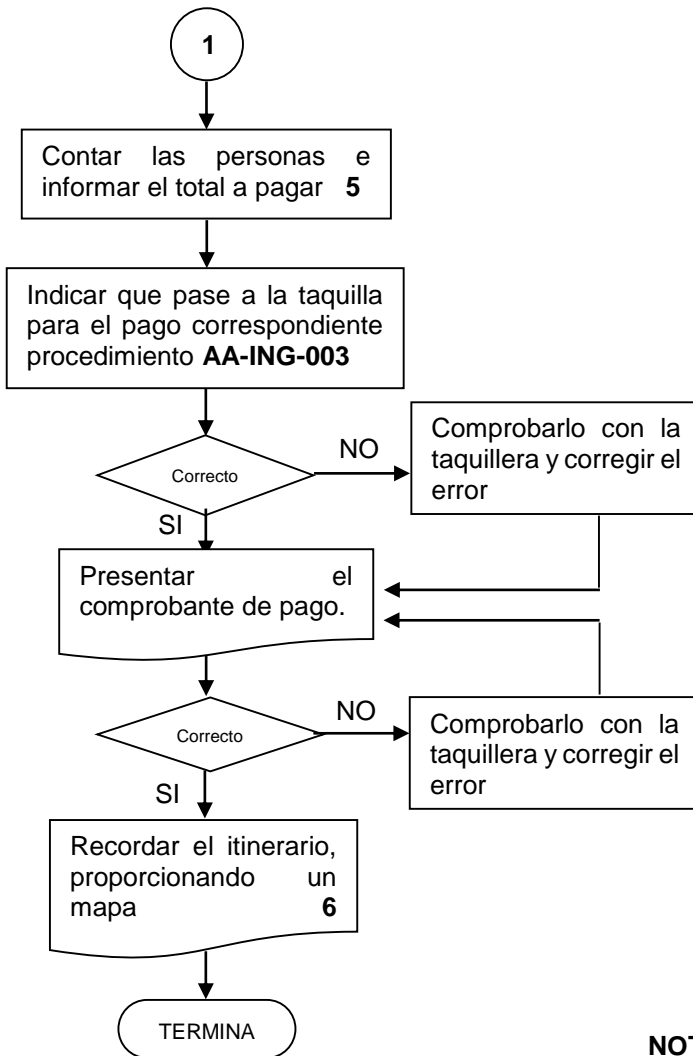 1
Contar las personas e
informar el total a pagar 5
Indicar que pase a la taquilla
para el pago correspondiente
procedimiento AA-ING-003
Correcto
NO
Comprobarlo con la
taquillera y corregir el
error
SI
Presentar el
comprobante de pago.
Correcto
NO
Comprobarlo con la
taquillera y corregir el
error
SI
Recordar el itinerario,
proporcionando un
mapa 6
TERMINA
NOT